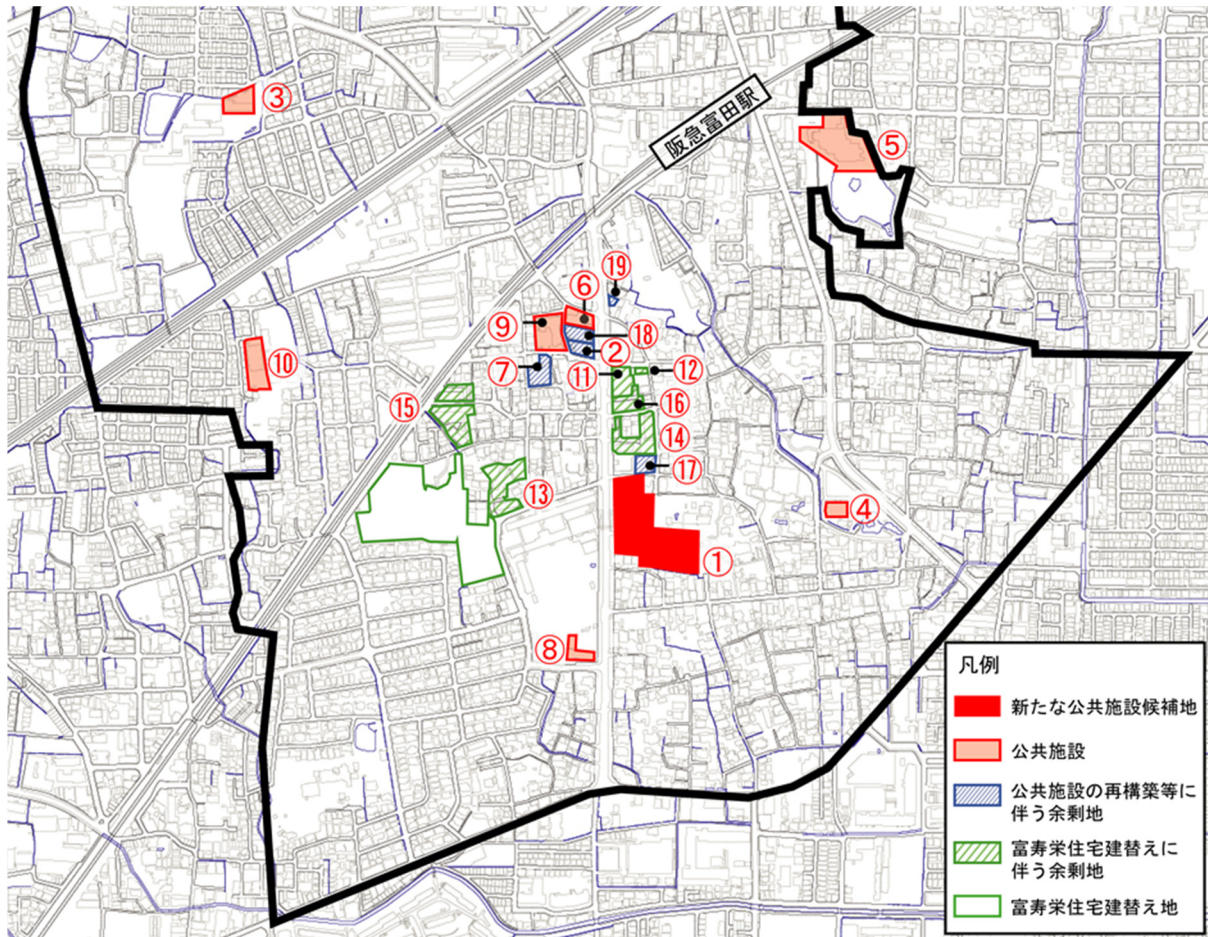 ③
阪急富田駅
⑤
⑲
⑥
⑨
⑱
⑩
⑦
②
⑪
⑫
⑮
⑯
⑭
⑰
⑬
④
①
⑧
凡例
新たな公共施設候補地
公共施設
公共施設の再構築等に
伴う余剰地
富寿栄住宅建替えに
伴う余剰地
富寿栄住宅建替え地